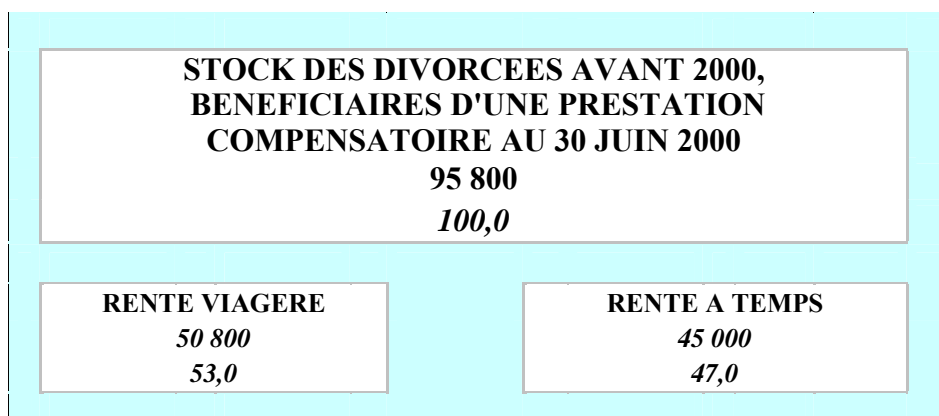 STOCK DES DIVORCEES AVANT 2000,
BENEFICIAIRES D'UNE PRESTATION
COMPENSATOIRE AU 30 JUIN 2000
95 800
100,0
RENTE VIAGERE
50 800
53,0
RENTE A TEMPS
45 000
47,0